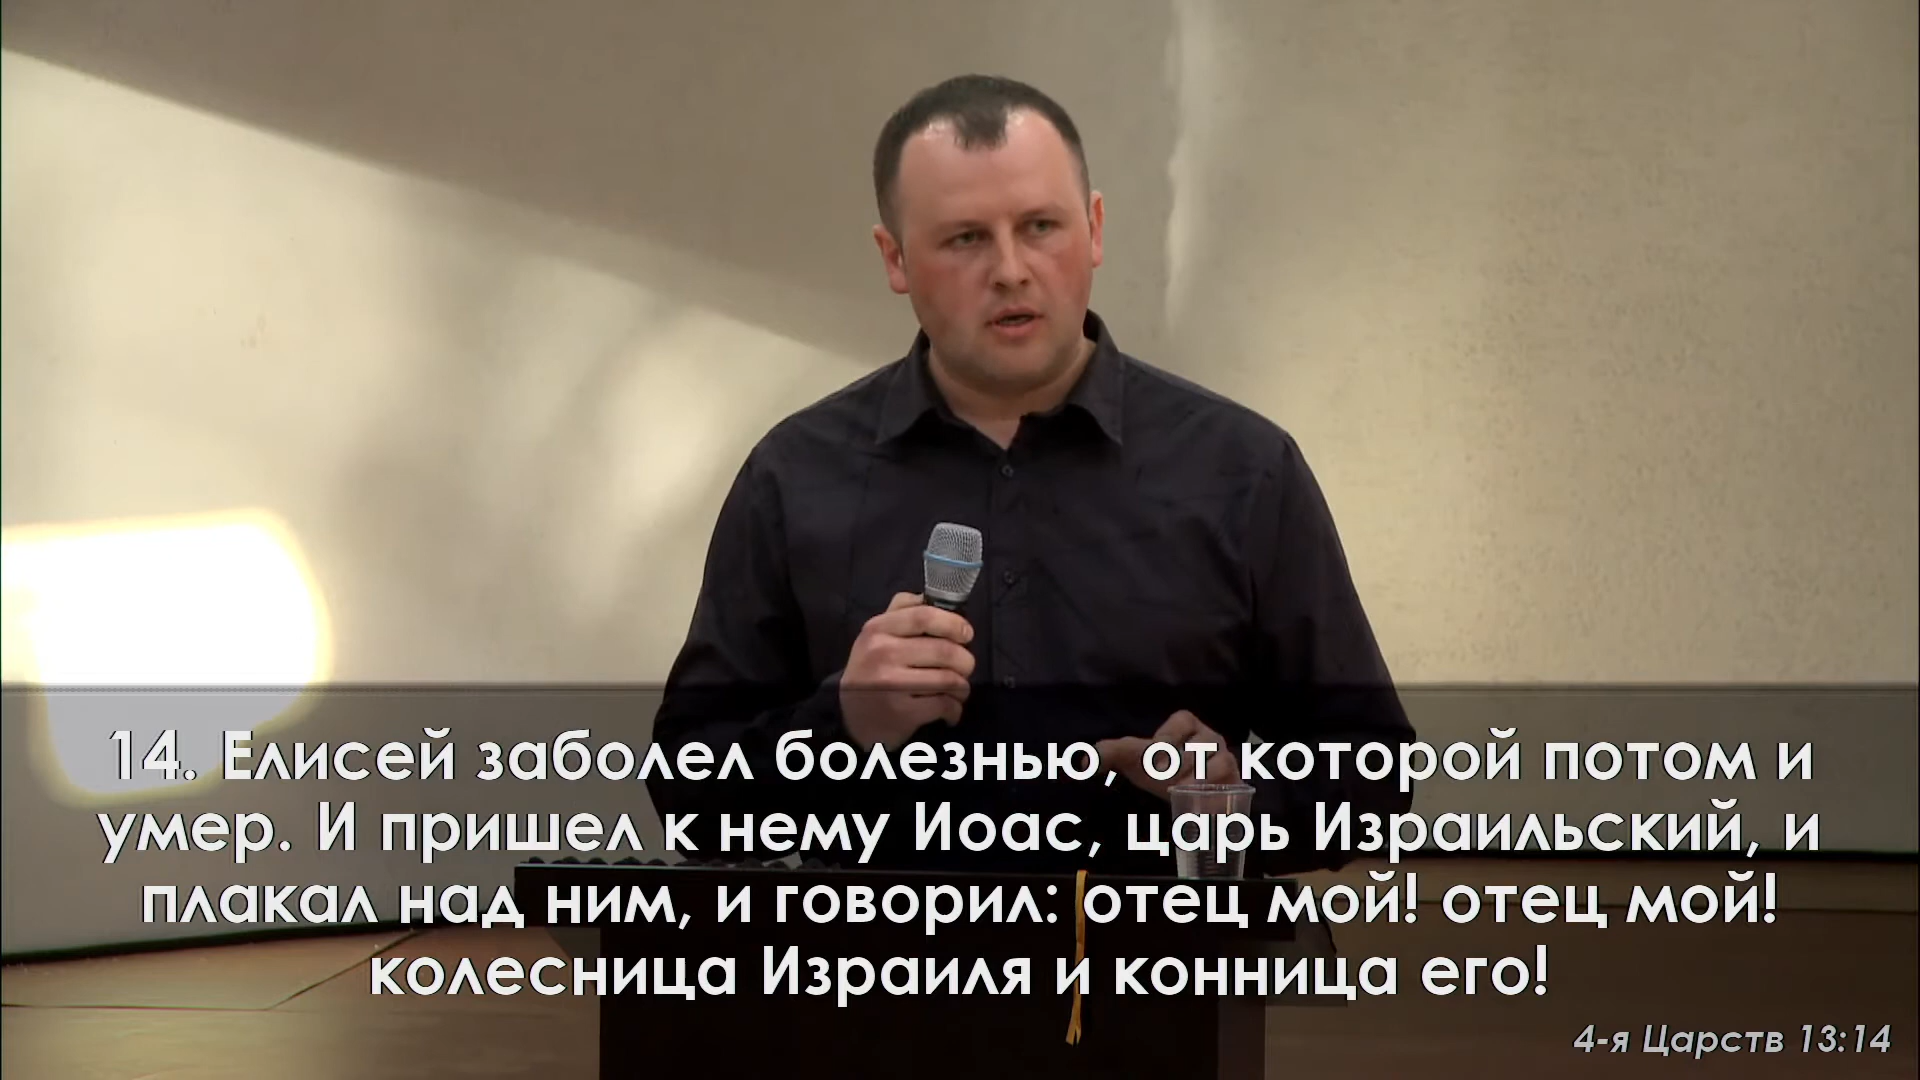 14. Елисей заболел болезнью, от которой потом и
умер. И пришел к нему Иоас, царь Израильский, и
плакал над ним, и говорил: отец мой! отец мой!
колесница Израиля и конница его!
4-я Царств 13:14